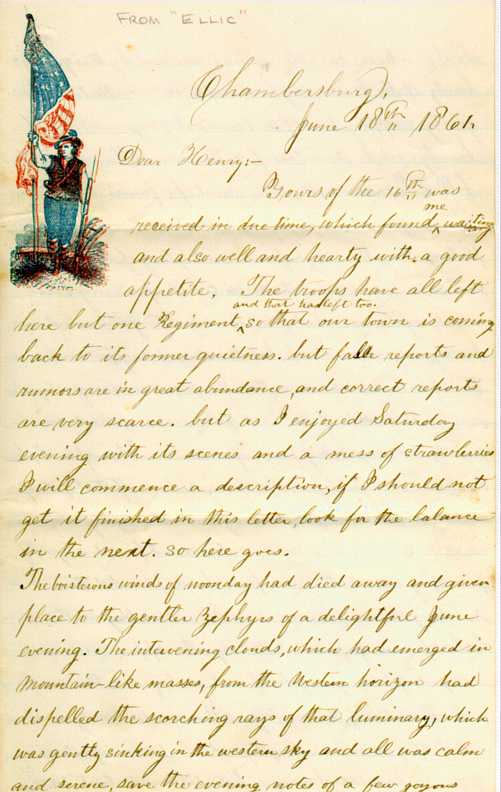 FROM "ELLIC"
Chambersburg,
June 18th 1861.
Dear Henry:-
Yours of the 16th was
received in due time, which found me waiting
and also well and hearty with a good
appetite. The troops have all left
here but one Regiment, and that has left too. so that our town is coming
back to its former quietness. but false reports and
rumors are in great abundance, and correct reports
are very scarce. but as I enjoyed Saturday
evening with its scenes and a mess of strawberries
I will commence a description, if I should not
get it finished in this letter, look for the balance
in the next. so here goes.
The boisterous winds of noonday had died away and given
place to the gentler zephyrs of a delightful June
evening. The intervening clouds, which had emerged in
mountain-like masses, from the Western horizon had
dispelled the scorching rays of that luminary, which
was gently sinking in the western sky and all was calm
and serene, save the evening notes of a few goyous